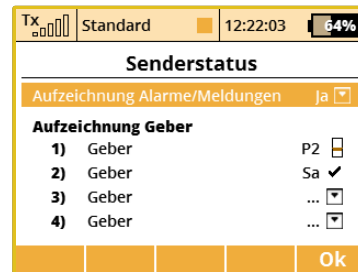 Tx Standard 12:22:03 64%
Senderstatus
Aufzeichnung Alarme/Meldungen Ja
Aufzeichnung Geber
1) Geber P2
2) Geber Sa
3) Geber ...
4) Geber ...
Ok